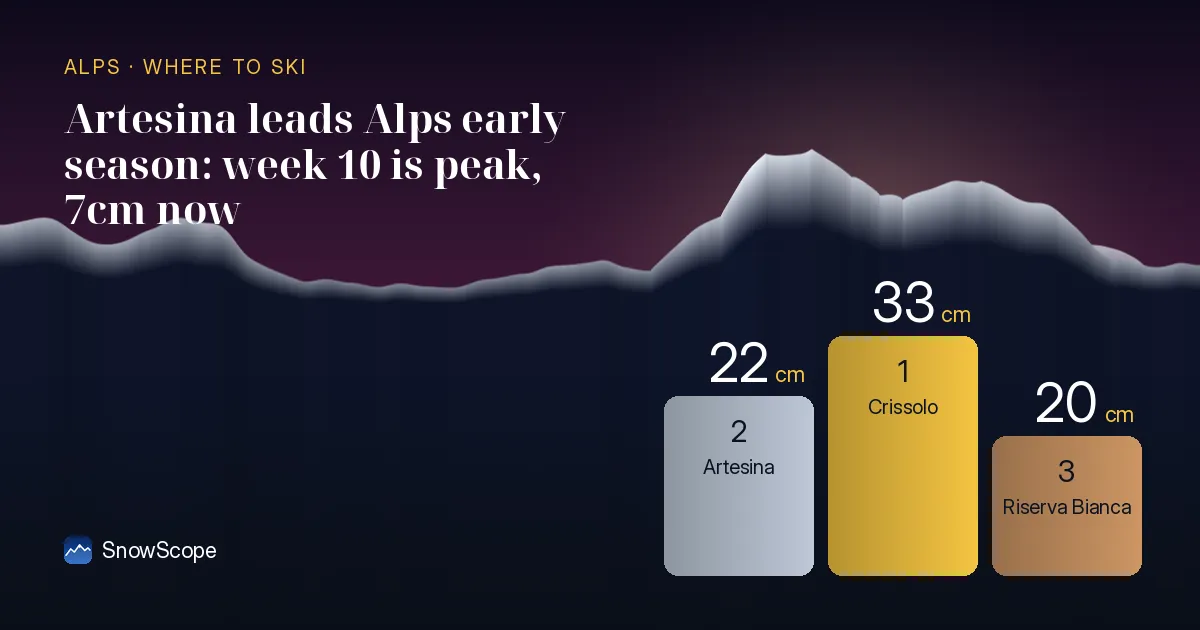 ALPS · WHERE TO SKI
Artesina leads Alps early
season: week 10 is peak,
7cm now
33 cm
1
Crissolo
22 cm
2
Artesina
20 cm
3
Riserva Bianca
SnowScope